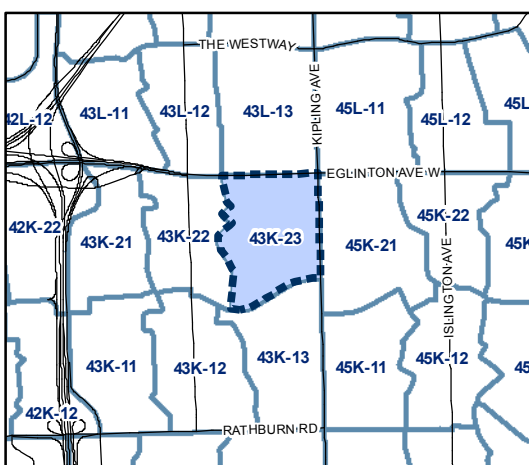 THE WESTWAY
KIPLING AVE
42L-12
43L-11
43L-12
43L-13
45L-11
45L-12
45L
EGLINTON AVE W
42K-22
43K-21
43K-22
43K-23
45K-21
45K-22
45K
ISLINGTON AVE
43K-11
43K-12
43K-13
45K-11
45K-12
45
42K-12
RATHBURN RD